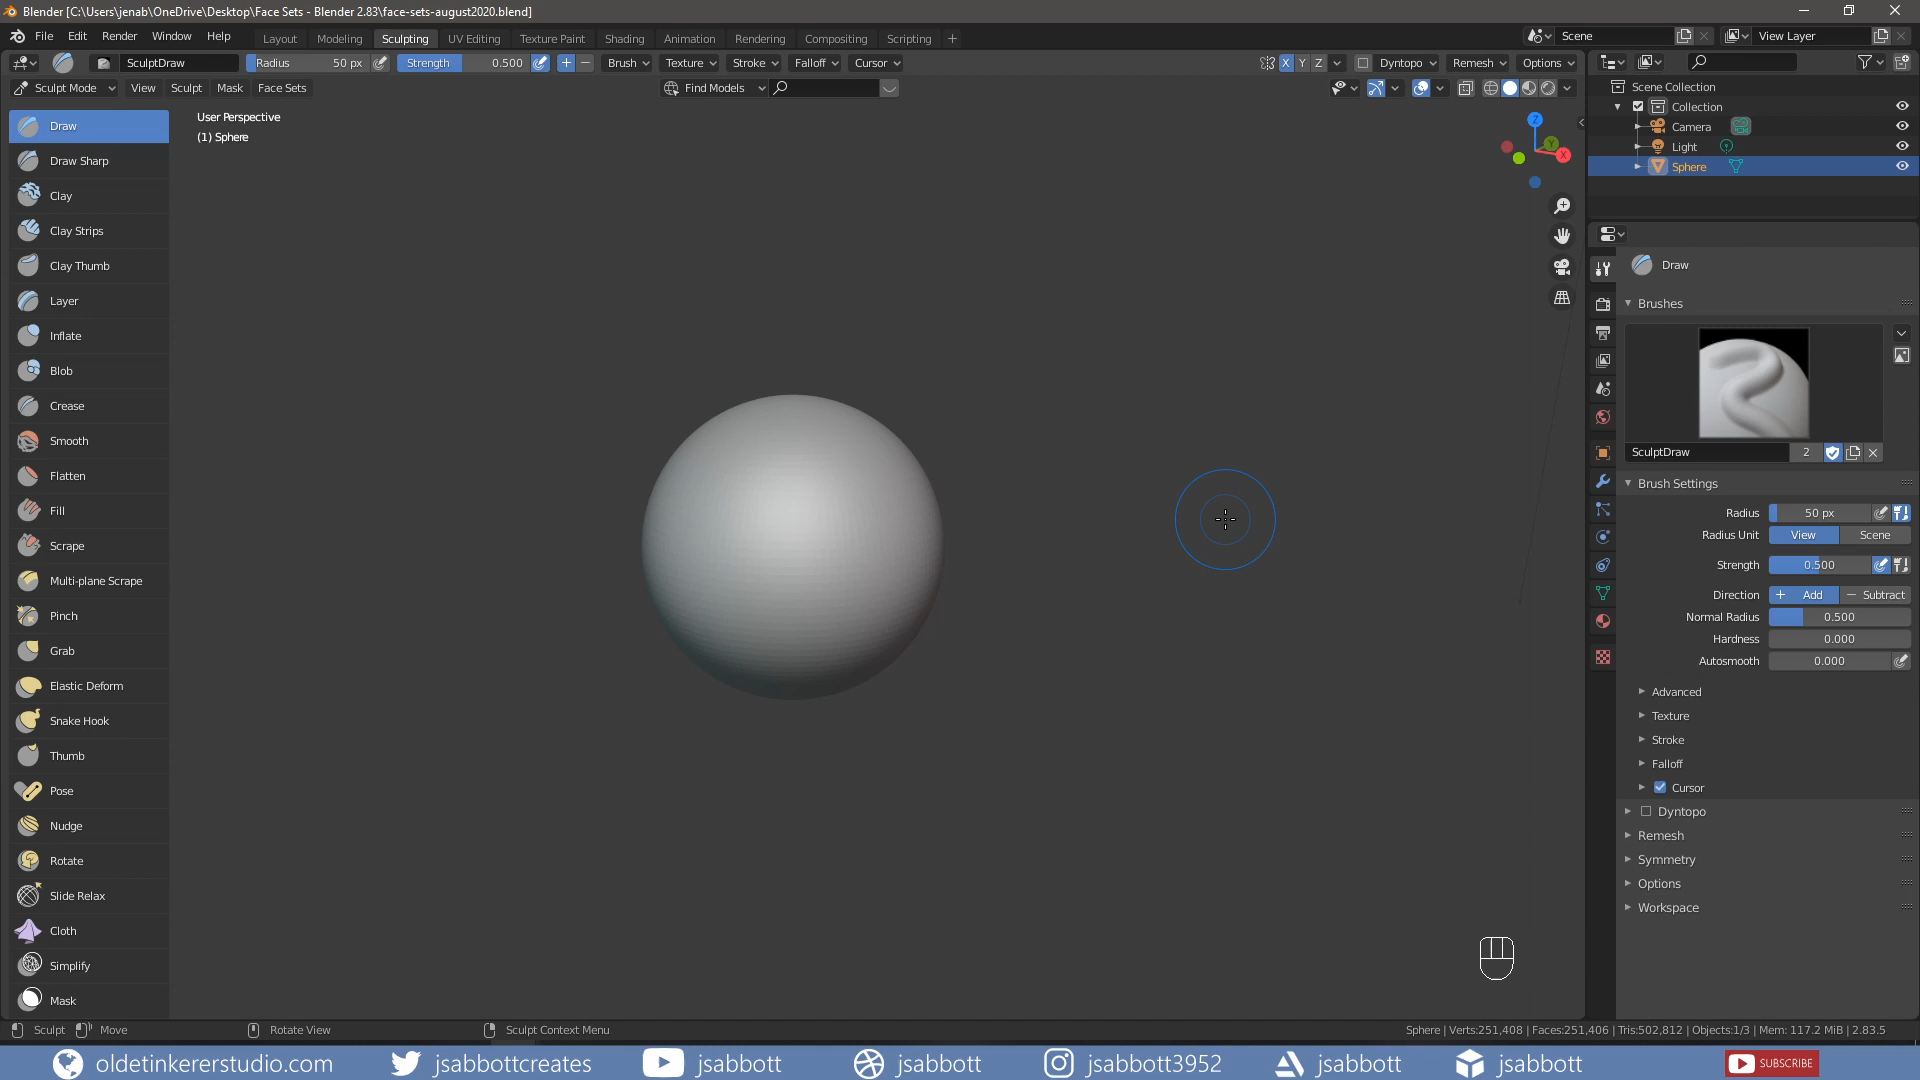 Blender [C:\Users\jenab\OneDrive\Desktop\Face Sets - Blender 2.83\face-sets-august2020.blend]
File Edit Render Window Help Layout Modeling Sculpting UV Editing Texture Paint Shading Animation Rendering Compositing Scripting + Scene View Layer
SculptDraw Radius 50 px Strength 0.500 + − Brush Texture Stroke Falloff Cursor X Y Z Dyntopo Remesh Options
Sculpt Mode View Sculpt Mask Face Sets Find Models
User Perspective
(1) Sphere
Z
Y
X
Draw
Draw Sharp
Clay
Clay Strips
Clay Thumb
Layer
Inflate
Blob
Crease
Smooth
Flatten
Fill
Scrape
Multi-plane Scrape
Pinch
Grab
Elastic Deform
Snake Hook
Thumb
Pose
Nudge
Rotate
Slide Relax
Cloth
Simplify
Mask
Scene Collection
Collection
Camera
Light
Sphere
Draw
Brushes
SculptDraw 2
Brush Settings
Radius 50 px
Radius Unit View Scene
Strength 0.500
Direction + Add − Subtract
Normal Radius 0.500
Hardness 0.000
Autosmooth 0.000
Advanced
Texture
Stroke
Falloff
Cursor
Dyntopo
Remesh
Symmetry
Options
Workspace
Sculpt Move Rotate View Sculpt Context Menu Sphere | Verts:251,408 | Faces:251,406 | Tris:502,812 | Objects:1/3 | Mem: 117.2 MiB | 2.83.5
oldetinkererstudio.com jsabbottcreates jsabbott jsabbott jsabbott3952 jsabbott jsabbott SUBSCRIBE